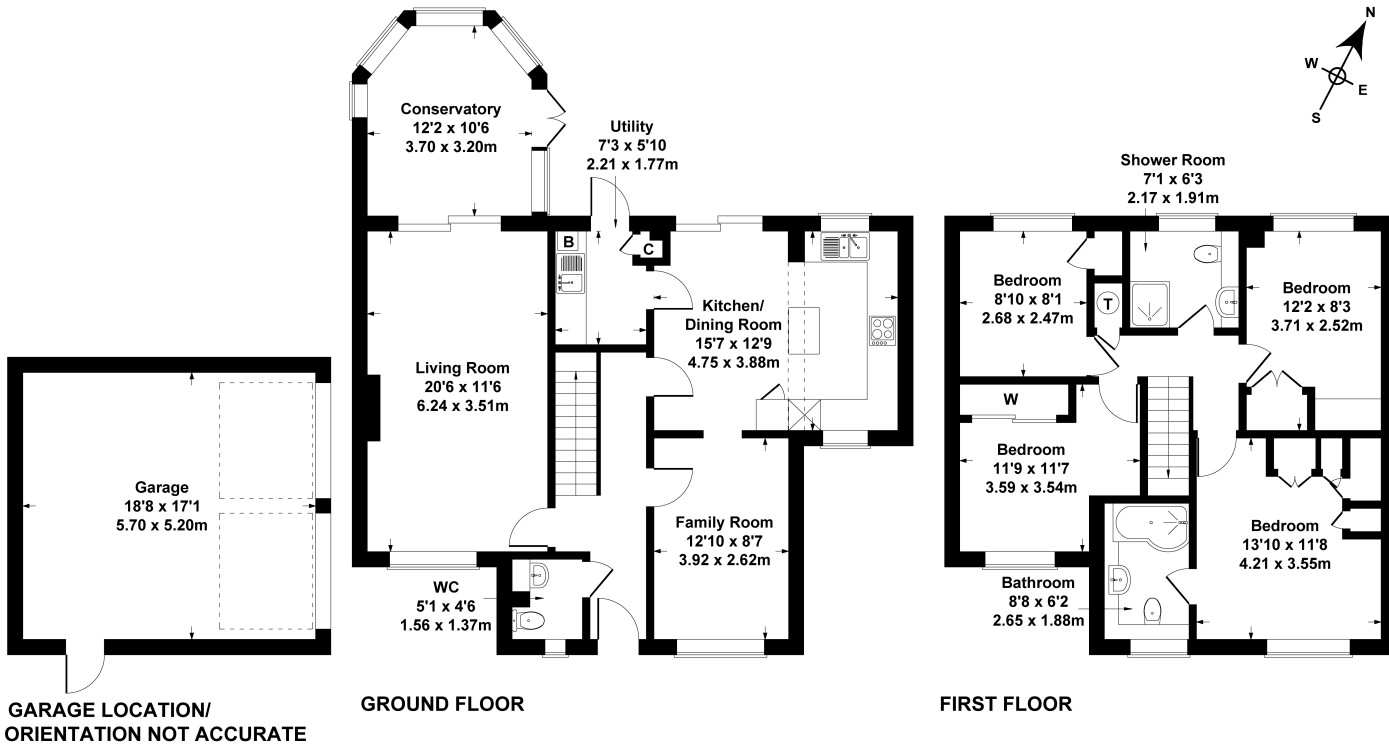 N
W
E
S
Conservatory
12'2 x 10'6
3.70 x 3.20m
Utility
7'3 x 5'10
2.21 x 1.77m
Shower Room
7'1 x 6'3
2.17 x 1.91m
B
C
Kitchen/
Dining Room
15'7 x 12'9
4.75 x 3.88m
Living Room
20'6 x 11'6
6.24 x 3.51m
Bedroom
8'10 x 8'1
2.68 x 2.47m
T
Bedroom
12'2 x 8'3
3.71 x 2.52m
W
Bedroom
11'9 x 11'7
3.59 x 3.54m
Garage
18'8 x 17'1
5.70 x 5.20m
Family Room
12'10 x 8'7
3.92 x 2.62m
Bedroom
13'10 x 11'8
4.21 x 3.55m
WC
5'1 x 4'6
1.56 x 1.37m
Bathroom
8'8 x 6'2
2.65 x 1.88m
GARAGE LOCATION/
ORIENTATION NOT ACCURATE
GROUND FLOOR
FIRST FLOOR